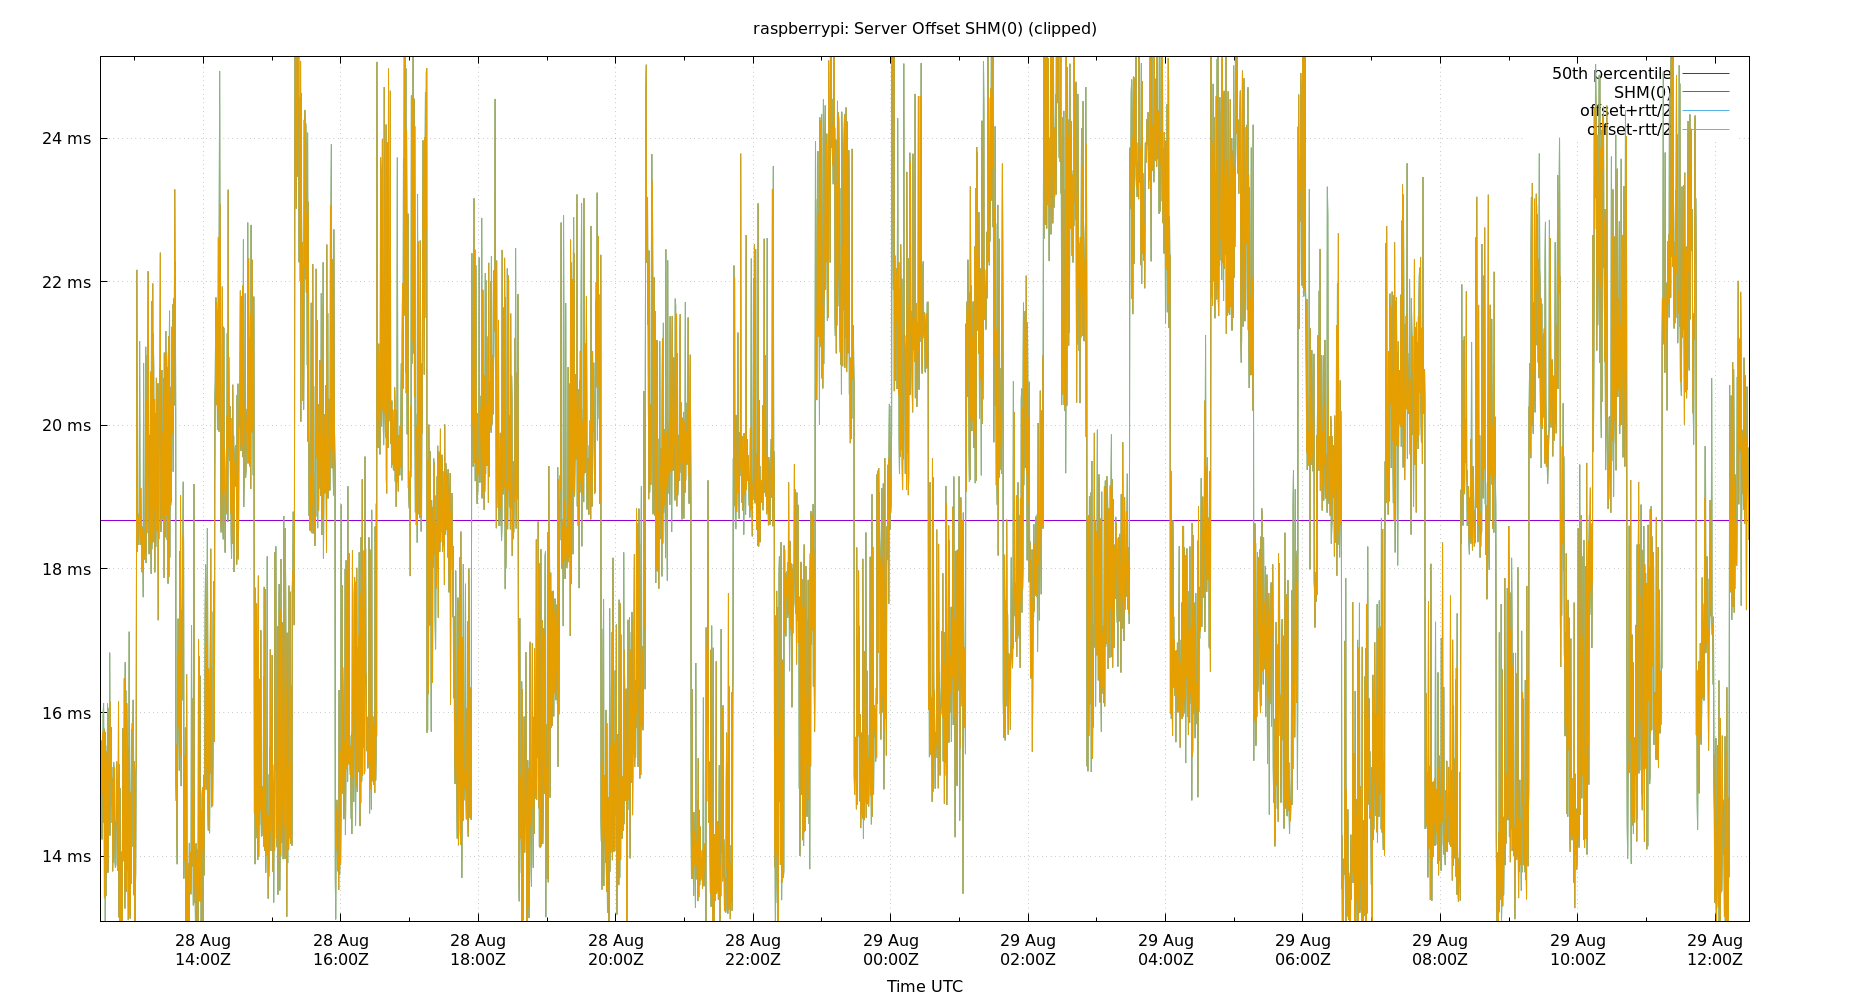 raspberrypi: Server Offset SHM(0) (clipped)
50th percentile
SHM(0)
offset+rtt/2
offset-rtt/2
24 ms
22 ms
20 ms
18 ms
16 ms
14 ms
28 Aug 28 Aug 28 Aug 28 Aug 28 Aug 29 Aug 29 Aug 29 Aug 29 Aug 29 Aug 29 Aug 29 Aug
14:00Z 16:00Z 18:00Z 20:00Z 22:00Z 00:00Z 02:00Z 04:00Z 06:00Z 08:00Z 10:00Z 12:00Z
Time UTC